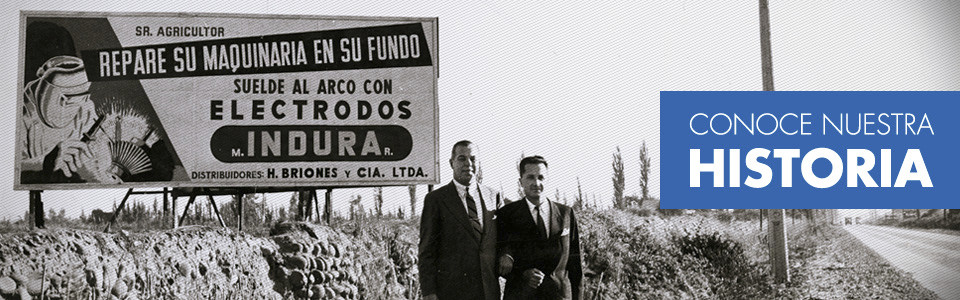 SR. AGRICULTOR
REPARE SU MAQUINARIA EN SU FUNDO
SUELDE AL ARCO CON
ELECTRODOS
M. INDURA R.
DISTRIBUIDORES: H. BRIONES Y CIA. LTDA.
CONOCE NUESTRA
HISTORIA